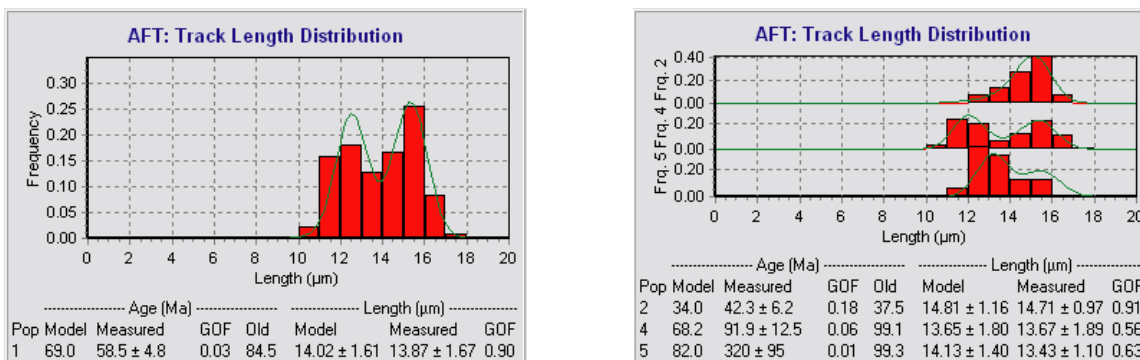 AFT: Track Length Distribution
Frequency
0.30
0.25
0.20
0.15
0.10
0.05
0.00
0 2 4 6 8 10 12 14 16 18 20
Length (µm)
---------- Age (Ma) ---------- ---------- Length (µm) ----------
Pop Model Measured GOF Old Model Measured GOF
1 69.0 58.5 ± 4.8 0.03 84.5 14.02 ± 1.61 13.87 ± 1.67 0.90
AFT: Track Length Distribution
Frq. 5 Frq. 4 Frq. 2
0.40
0.20
0.00
0.20
0.00
0.20
0.00
0 2 4 6 8 10 12 14 16 18 20
Length (µm)
---------- Age (Ma) ---------- ---------- Length (µm) ----------
Pop Model Measured GOF Old Model Measured GOF
2 34.0 42.3 ± 6.2 0.18 37.5 14.81 ± 1.16 14.71 ± 0.97 0.91
4 68.2 91.9 ± 12.5 0.06 99.1 13.65 ± 1.80 13.67 ± 1.89 0.56
5 82.0 320 ± 95 0.01 99.3 14.13 ± 1.40 13.43 ± 1.10 0.63